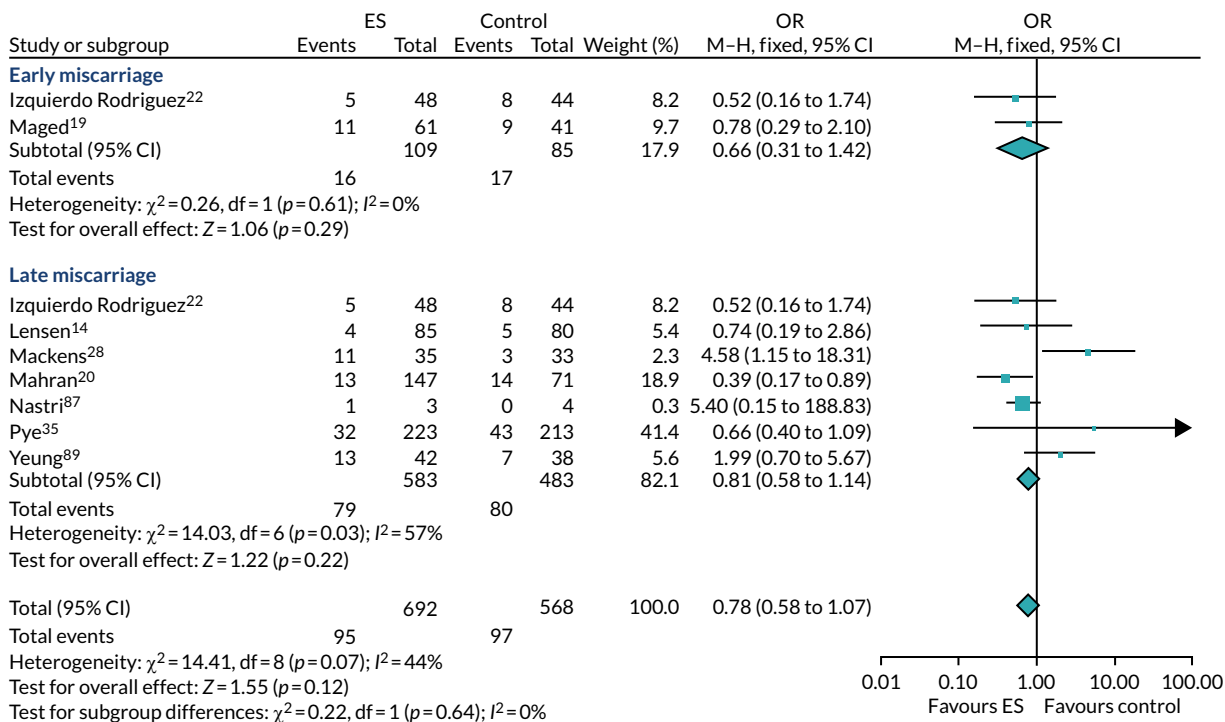 ES Control OR OR
Study or subgroup Events Total Events Total Weight (%) M–H, fixed, 95% CI M–H, fixed, 95% CI
Early miscarriage
Izquierdo Rodriguez22 5 48 8 44 8.2 0.52 (0.16 to 1.74)
Maged19 11 61 9 41 9.7 0.78 (0.29 to 2.10)
Subtotal (95% CI) 109 85 17.9 0.66 (0.31 to 1.42)
Total events 16 17
Heterogeneity: χ2=0.26, df=1 (p=0.61); I2=0%
Test for overall effect: Z=1.06 (p=0.29)
Late miscarriage
Izquierdo Rodriguez22 5 48 8 44 8.2 0.52 (0.16 to 1.74)
Lensen14 4 85 5 80 5.4 0.74 (0.19 to 2.86)
Mackens28 11 35 3 33 2.3 4.58 (1.15 to 18.31)
Mahran20 13 147 14 71 18.9 0.39 (0.17 to 0.89)
Nastri87 1 3 0 4 0.3 5.40 (0.15 to 188.83)
Pye35 32 223 43 213 41.4 0.66 (0.40 to 1.09)
Yeung89 13 42 7 38 5.6 1.99 (0.70 to 5.67)
Subtotal (95% CI) 583 483 82.1 0.81 (0.58 to 1.14)
Total events 79 80
Heterogeneity: χ2=14.03, df=6 (p=0.03); I2=57%
Test for overall effect: Z=1.22 (p=0.22)
Total (95% CI) 692 568 100.0 0.78 (0.58 to 1.07)
Total events 95 97
Heterogeneity: χ2=14.41, df=8 (p=0.07); I2=44%
Test for overall effect: Z=1.55 (p=0.12)
Test for subgroup differences: χ2=0.22, df=1 (p=0.64); I2=0%
0.01 0.10 1.00 10.00 100.00
Favours ES Favours control